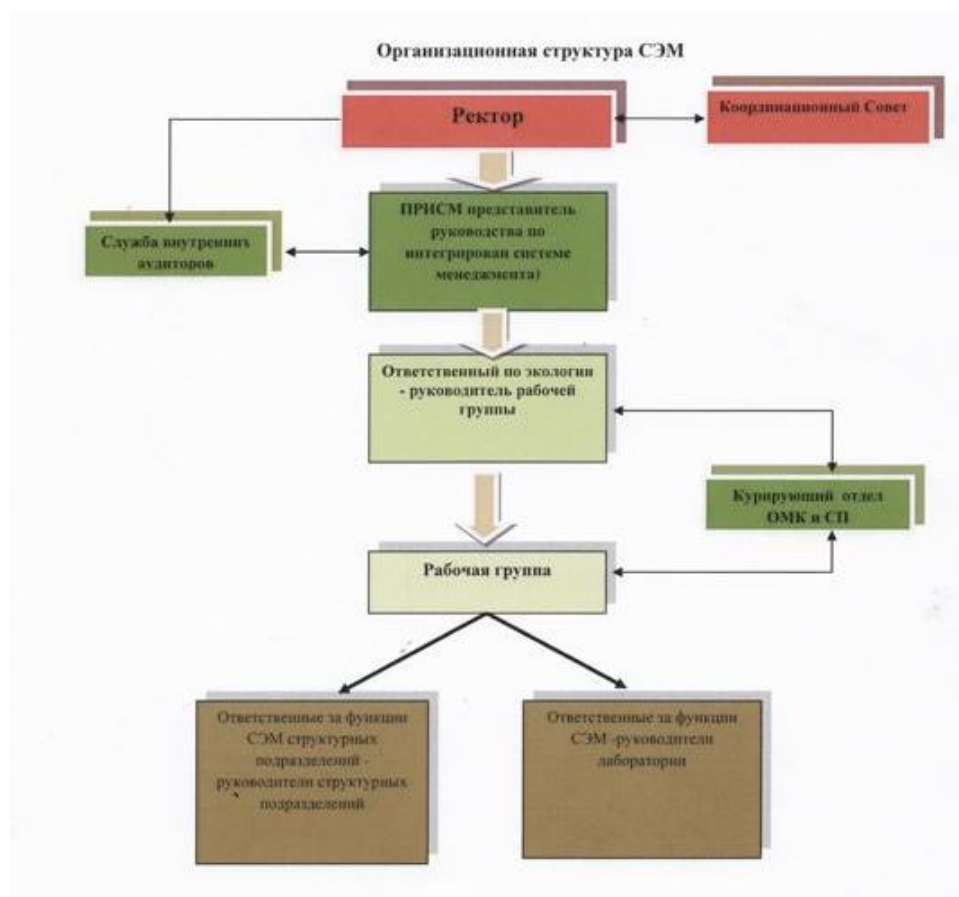 Организационная структура СЭМ
Ректор
Координационный Совет
ПРИСМ представитель
руководства по
интегрирован системе
менеджмента)
Служба внутренних
аудиторов
Ответственный по экологии
- руководитель рабочей
группы
Курирующий отдел
ОМК и СП
Рабочая группа
Ответственные за функции
СЭМ структурных
подразделений -
руководители структурных
подразделений
Ответственные за функции
СЭМ -руководители
лаборатории